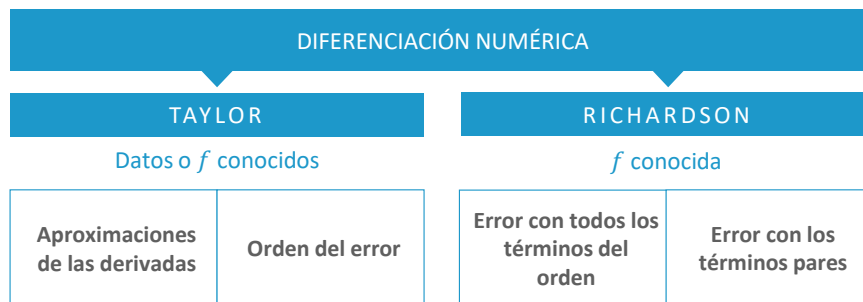 DIFERENCIACIÓN NUMÉRICA
TAYLOR
RICHARDSON
Datos o f conocidos
f conocida
Aproximaciones
de las derivadas
Orden del error
Error con todos los
términos del
orden
Error con los
términos pares